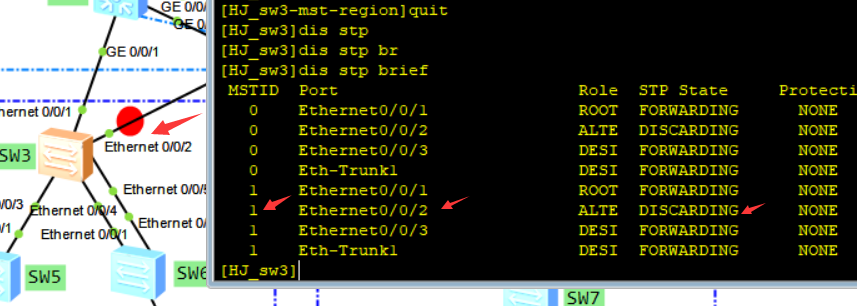 GE 0/0/
GE 0/0
GE 0/0/1
hernet 0/0/1
Ethernet 0/0/2
SW3
Ethernet 0/0/5
0/0/3
Ethernet 0/0/4
Ethernet 0/
Ethernet 0/0/1
0/1
SW5
SW6
SW7
[HJ_sw3-mst-region]quit
[HJ_sw3]dis stp
[HJ_sw3]dis stp br
[HJ_sw3]dis stp brief
MSTID Port Role STP State Protecti
0 Ethernet0/0/1 ROOT FORWARDING NONE
0 Ethernet0/0/2 ALTE DISCARDING NONE
0 Ethernet0/0/3 DESI FORWARDING NONE
0 Eth-Trunk1 DESI FORWARDING NONE
1 Ethernet0/0/1 ROOT FORWARDING NONE
1 Ethernet0/0/2 ALTE DISCARDING NONE
1 Ethernet0/0/3 DESI FORWARDING NONE
1 Eth-Trunk1 DESI FORWARDING NONE
[HJ_sw3]